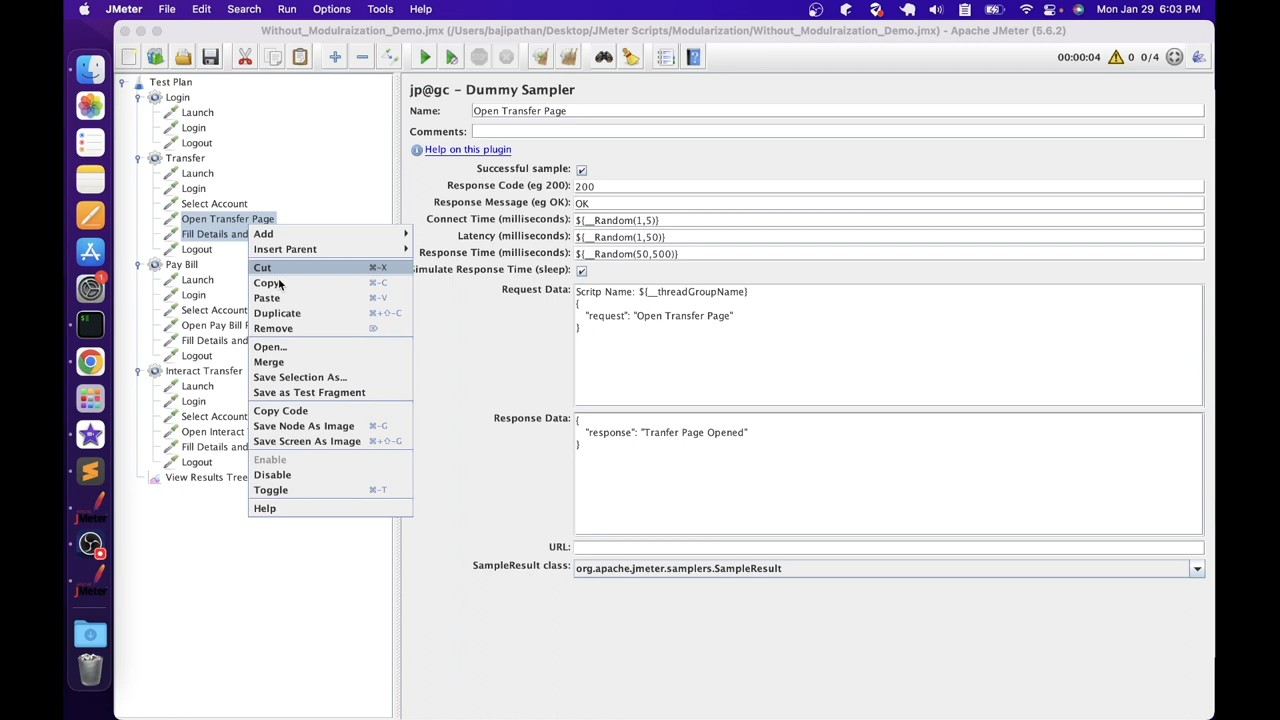 JMeter File Edit Search Run Options Tools Help Mon Jan 29 6:03 PM
Without_Modulraization_Demo.jmx (/Users/bajipathan/Desktop/JMeter Scripts/Modularization/Without_Modulraization_Demo.jmx) - Apache JMeter (5.6.2)
00:00:04 0 0/4
Test Plan
Login
Launch
Login
Logout
Transfer
Launch
Login
Select Account
Open Transfer Page
Fill Details and
Logout
Pay Bill
Launch
Login
Select Account
Open Pay Bill
Fill Details and
Logout
Interact Transfer
Launch
Login
Select Account
Open Interact
Fill Details and
Logout
View Results Tree
Add
Insert Parent
Cut ⌘-X
Copy ⌘-C
Paste ⌘-V
Duplicate ⌘+⇧-C
Remove ⌦
Open...
Merge
Save Selection As...
Save as Test Fragment
Copy Code
Save Node As Image ⌘-G
Save Screen As Image ⌘+⇧-G
Enable
Disable
Toggle ⌘-T
Help
jp@gc - Dummy Sampler
Name: Open Transfer Page
Comments:
Help on this plugin
Successful sample:
Response Code (eg 200): 200
Response Message (eg OK): OK
Connect Time (milliseconds): ${__Random(1,5)}
Latency (milliseconds): ${__Random(1,50)}
Response Time (milliseconds): ${__Random(50,500)}
Simulate Response Time (sleep):
Request Data: Scritp Name: ${__threadGroupName}
{
"request": "Open Transfer Page"
}
Response Data: {
"response": "Tranfer Page Opened"
}
URL:
SampleResult class: org.apache.jmeter.samplers.SampleResult
1
$
JMeter
JMeter